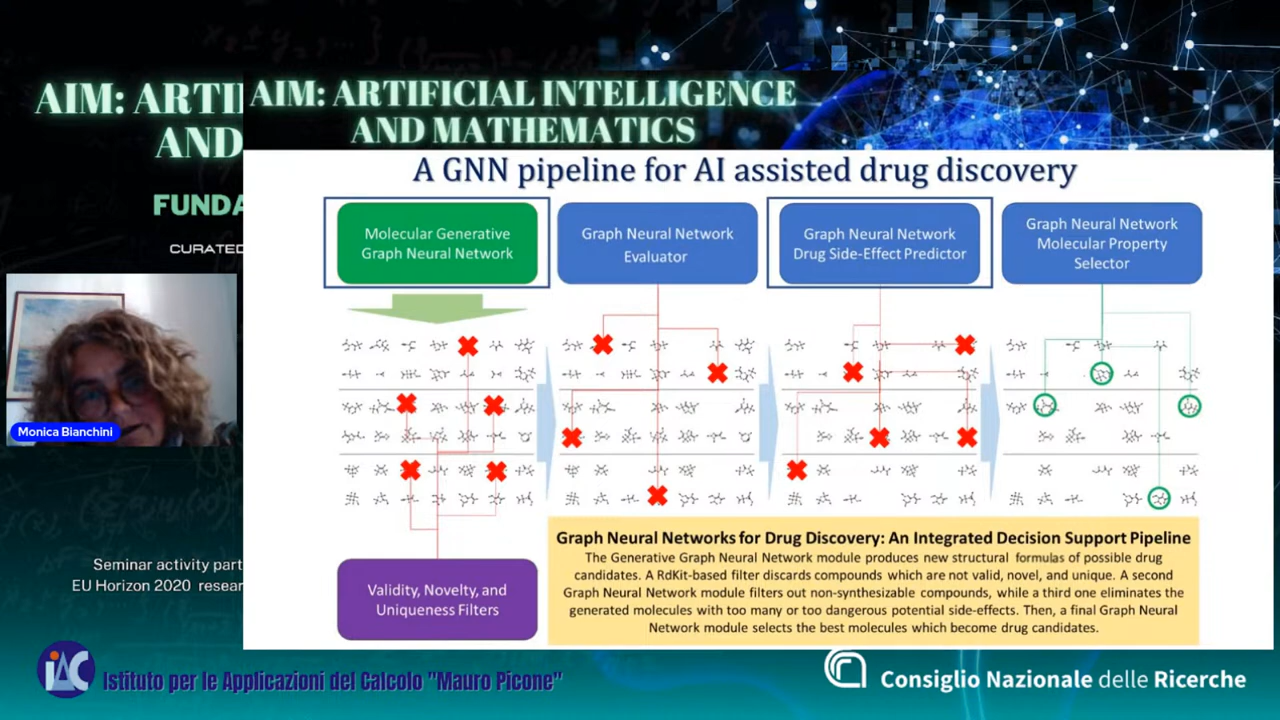 AIM: ARTI
AND
FUNDA
CURATED
Monica Bianchini
Seminar activity part
EU Horizon 2020 resear
AIM: ARTIFICIAL INTELLIGENCE
AND MATHEMATICS
A GNN pipeline for AI assisted drug discovery
Molecular Generative
Graph Neural Network
Graph Neural Network
Evaluator
Graph Neural Network
Drug Side-Effect Predictor
Graph Neural Network
Molecular Property
Selector
Validity, Novelty, and
Uniqueness Filters
Graph Neural Networks for Drug Discovery: An Integrated Decision Support Pipeline
The Generative Graph Neural Network module produces new structural formulas of possible drug
candidates. A RdKit-based filter discards compounds which are not valid, novel, and unique. A second
Graph Neural Network module filters out non-synthesizable compounds, while a third one eliminates the
generated molecules with too many or too dangerous potential side-effects. Then, a final Graph Neural
Network module selects the best molecules which become drug candidates.
IAC
Istituto per le Applicazioni del Calcolo "Mauro Picone"
Consiglio Nazionale delle Ricerche